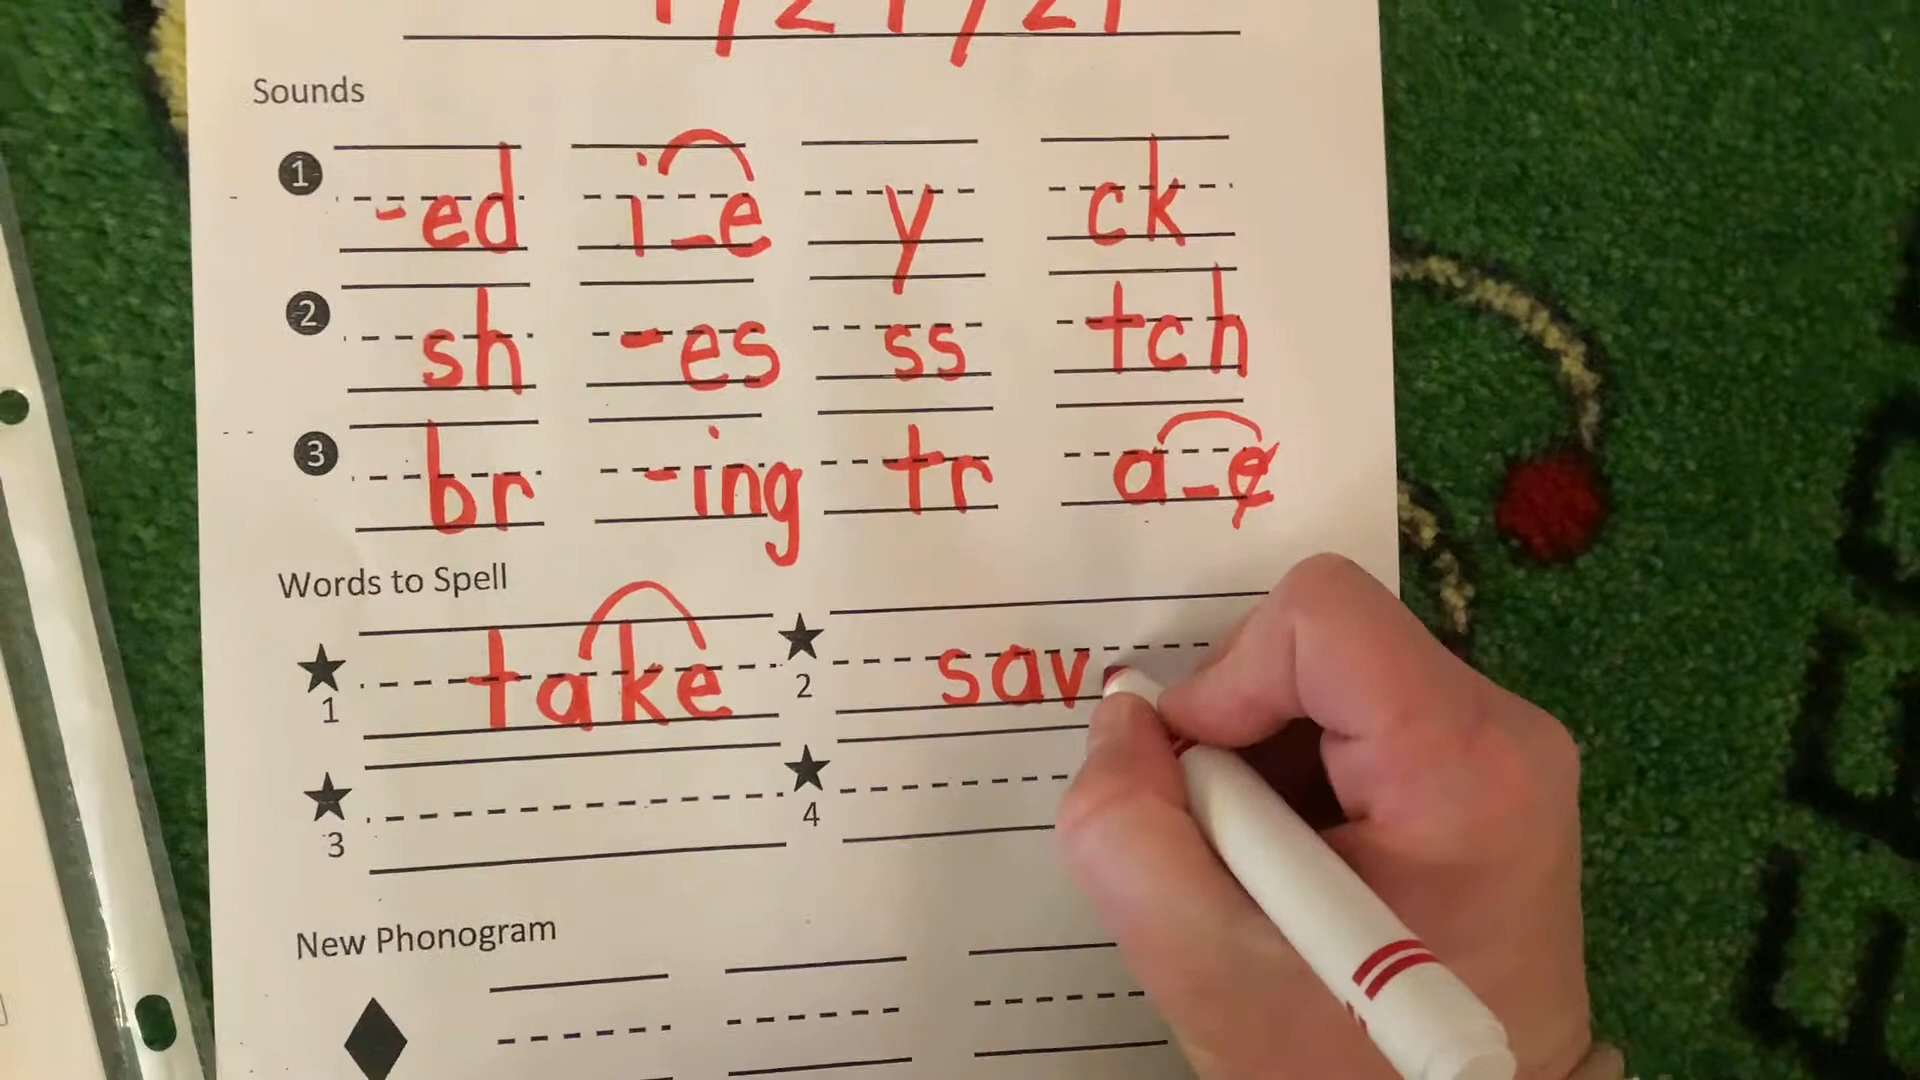 Sounds
1 -ed i_e y ck
2 sh -es ss tch
3 br -ing tr a_e
Words to Spell
1 take 2 sav
3 4
New Phonogram